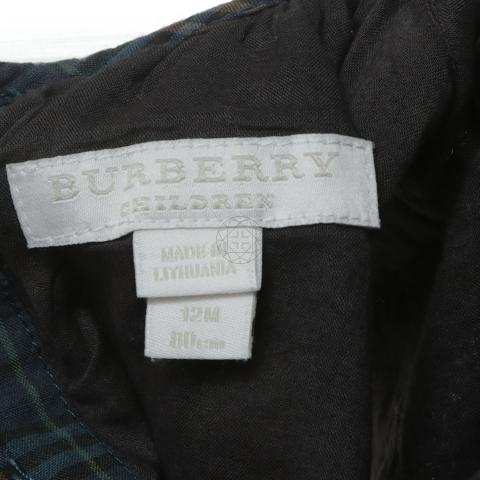 BURBERRY
CHILDREN
MADE IN
LITHUANIA
12M
80cm